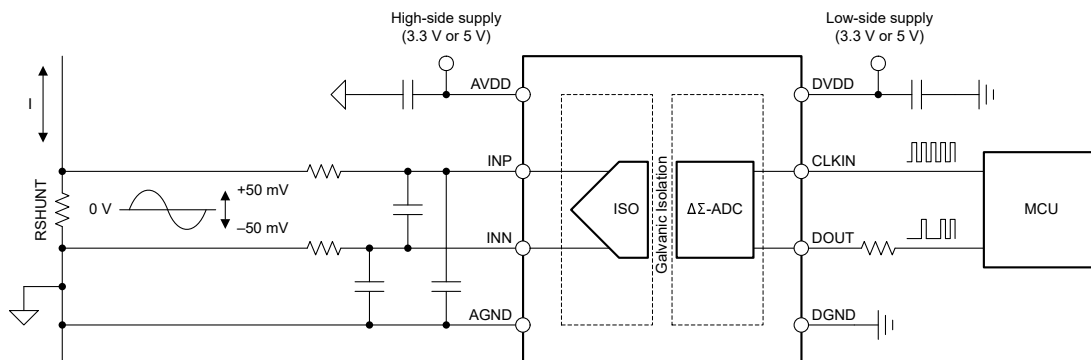 High-side supply
(3.3 V or 5 V)
Low-side supply
(3.3 V or 5 V)
AVDD
DVDD
I
INP
CLKIN
RSHUNT
0 V
+50 mV
–50 mV
ISO
Galvanic Isolation
ΔΣ-ADC
MCU
INN
DOUT
AGND
DGND